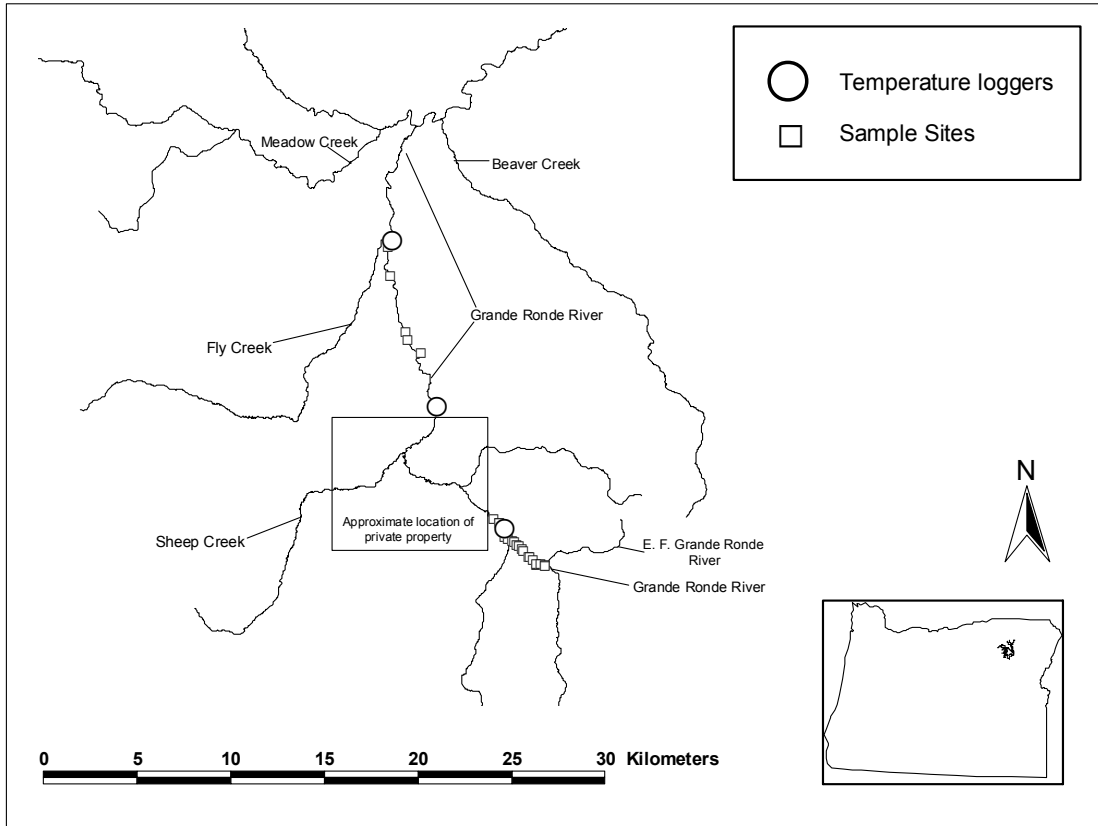 Temperature loggers
Sample Sites
Meadow Creek
Beaver Creek
Grande Ronde River
Fly Creek
N
Approximate location of
private property
Sheep Creek
E. F. Grande Ronde
River
Grande Ronde River
0 5 10 15 20 25 30 Kilometers